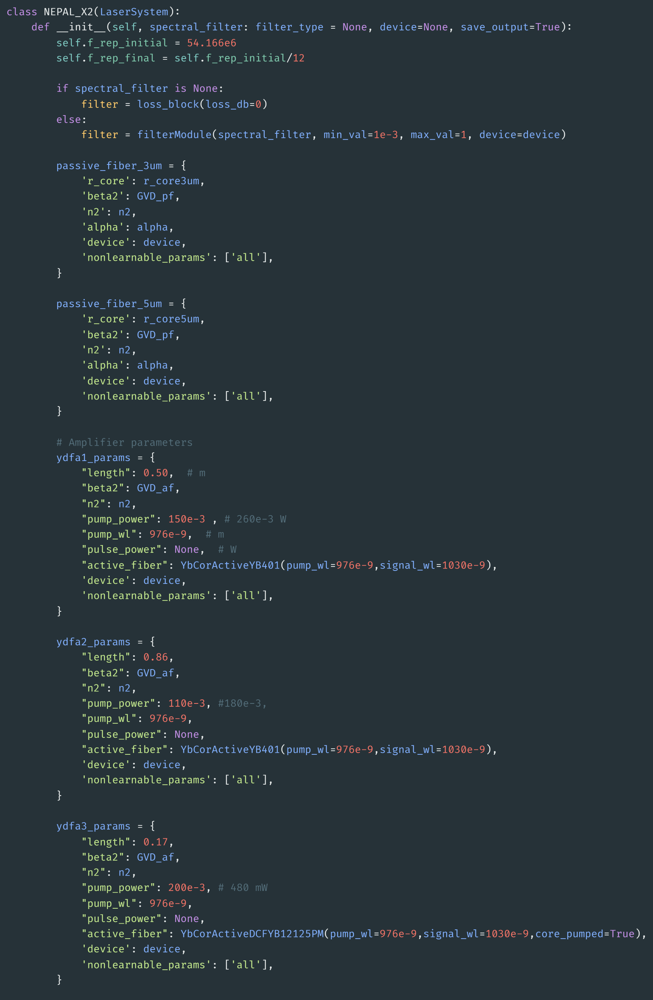 class NEPAL_X2(LaserSystem):
    def __init__(self, spectral_filter: filter_type = None, device=None, save_output=True):
        self.f_rep_initial = 54.166e6
        self.f_rep_final = self.f_rep_initial/12

        if spectral_filter is None:
            filter = loss_block(loss_db=0)
        else:
            filter = filterModule(spectral_filter, min_val=1e-3, max_val=1, device=device)

        passive_fiber_3um = {
            'r_core': r_core3um,
            'beta2': GVD_pf,
            'n2': n2,
            'alpha': alpha,
            'device': device,
            'nonlearnable_params': ['all'],
        }

        passive_fiber_5um = {
            'r_core': r_core5um,
            'beta2': GVD_pf,
            'n2': n2,
            'alpha': alpha,
            'device': device,
            'nonlearnable_params': ['all'],
        }

        # Amplifier parameters
        ydfa1_params = {
            "length": 0.50,  # m
            "beta2": GVD_af,
            "n2": n2,
            "pump_power": 150e-3 , # 260e-3 W
            "pump_wl": 976e-9,  # m
            "pulse_power": None,  # W
            "active_fiber": YbCorActiveYB401(pump_wl=976e-9,signal_wl=1030e-9),
            'device': device,
            'nonlearnable_params': ['all'],
        }

        ydfa2_params = {
            "length": 0.86,
            "beta2": GVD_af,
            "n2": n2,
            "pump_power": 110e-3, #180e-3,
            "pump_wl": 976e-9,
            "pulse_power": None,
            "active_fiber": YbCorActiveYB401(pump_wl=976e-9,signal_wl=1030e-9),
            'device': device,
            'nonlearnable_params': ['all'],
        }

        ydfa3_params = {
            "length": 0.17,
            "beta2": GVD_af,
            "n2": n2,
            "pump_power": 200e-3, # 480 mW
            "pump_wl": 976e-9,
            "pulse_power": None,
            "active_fiber": YbCorActiveDCFYB12125PM(pump_wl=976e-9,signal_wl=1030e-9,core_pumped=True),
            'device': device,
            'nonlearnable_params': ['all'],
        }